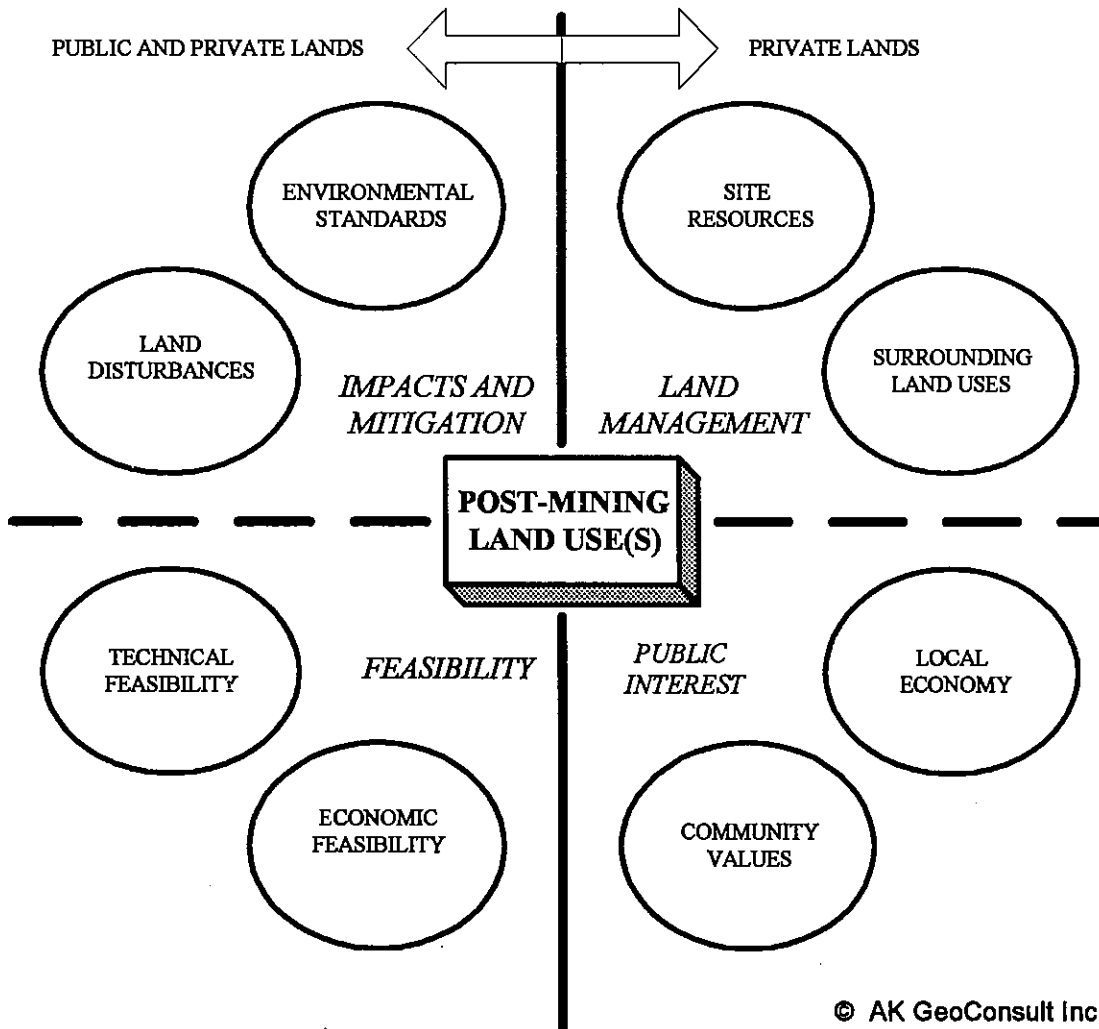 PUBLIC AND PRIVATE LANDS
PRIVATE LANDS
ENVIRONMENTAL
STANDARDS
SITE
RESOURCES
LAND
DISTURBANCES
SURROUNDING
LAND USES
IMPACTS AND
MITIGATION
LAND
MANAGEMENT
POST-MINING
LAND USE(S)
TECHNICAL
FEASIBILITY
FEASIBILITY
PUBLIC
INTEREST
LOCAL
ECONOMY
ECONOMIC
FEASIBILITY
COMMUNITY
VALUES
© AK GeoConsult Inc